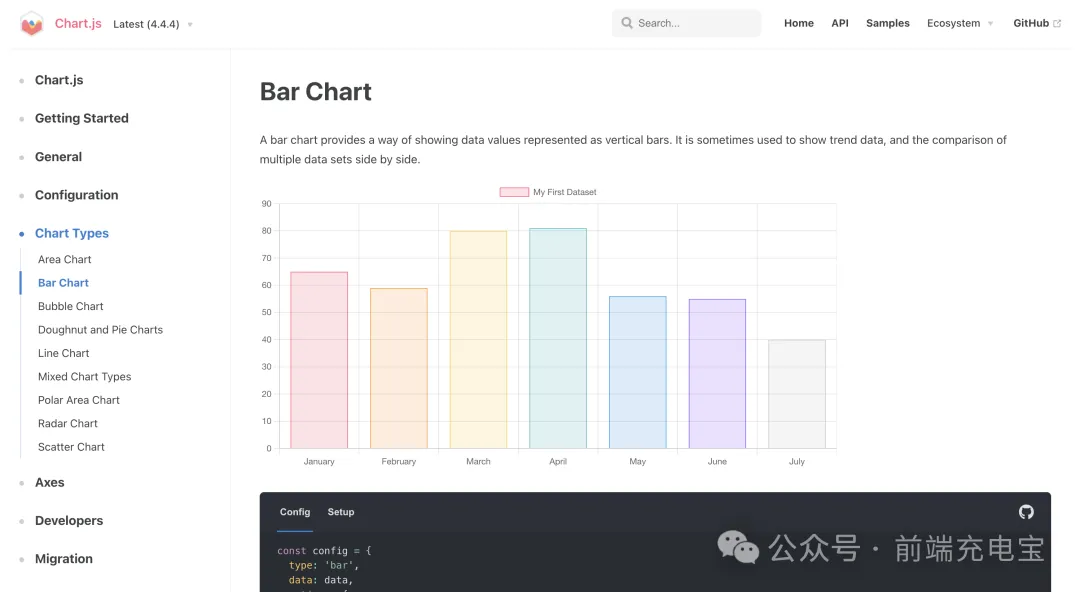 Chart.js Latest (4.4.4) Search... Home API Samples Ecosystem GitHub
Chart.js
Getting Started
General
Configuration
Chart Types
Area Chart
Bar Chart
Bubble Chart
Doughnut and Pie Charts
Line Chart
Mixed Chart Types
Polar Area Chart
Radar Chart
Scatter Chart
Axes
Developers
Migration
Bar Chart
A bar chart provides a way of showing data values represented as vertical bars. It is sometimes used to show trend data, and the comparison of
multiple data sets side by side.
My First Dataset
90
80
70
60
50
40
30
20
10
0
January February March April May June July
Config Setup
const config = {
type: 'bar',
data: data,
公众号 · 前端充电宝